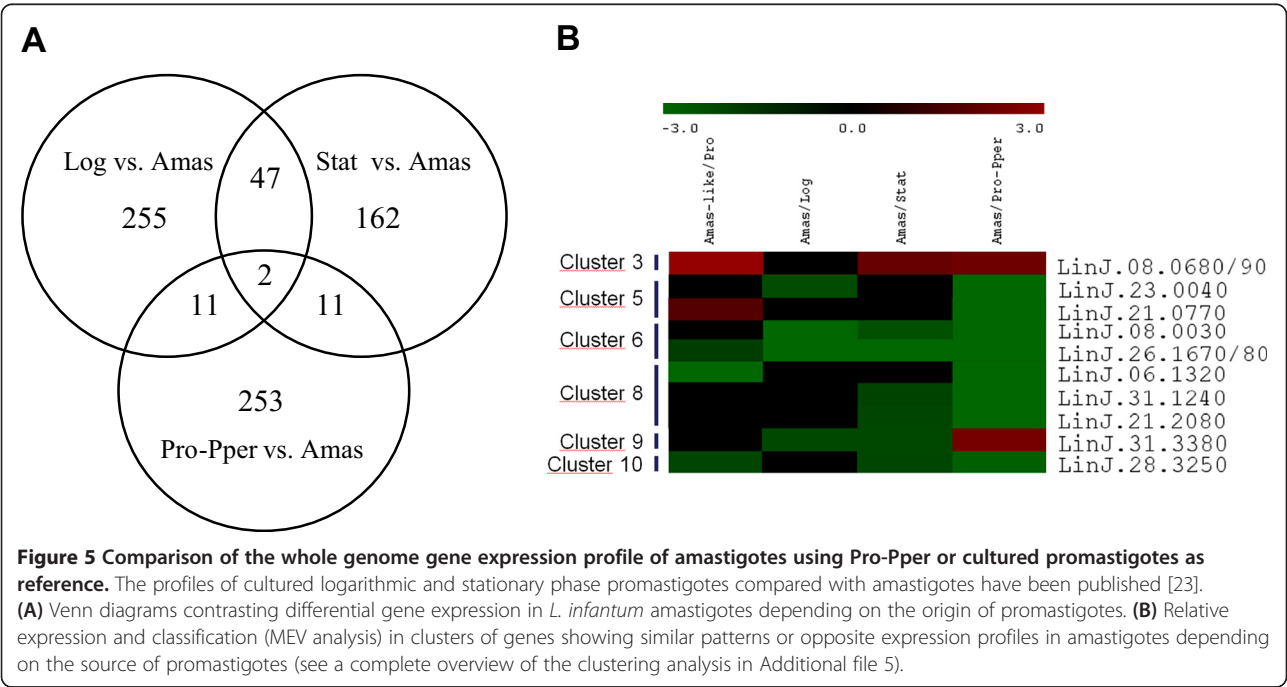 A
Log vs. Amas
255
47
Stat vs. Amas
162
2
11
11
253
Pro-Pper vs. Amas
B
-3.0 0.0 3.0
Amas-like/Pro
Amas/Log
Amas/Stat
Amas/Pro-Pper
Cluster 3
Cluster 5
Cluster 6
Cluster 8
Cluster 9
Cluster 10
LinJ.08.0680/90
LinJ.23.0040
LinJ.21.0770
LinJ.08.0030
LinJ.26.1670/80
LinJ.06.1320
LinJ.31.1240
LinJ.21.2080
LinJ.31.3380
LinJ.28.3250
Figure 5 Comparison of the whole genome gene expression profile of amastigotes using Pro-Pper or cultured promastigotes as
reference. The profiles of cultured logarithmic and stationary phase promastigotes compared with amastigotes have been published [23].
(A) Venn diagrams contrasting differential gene expression in L. infantum amastigotes depending on the origin of promastigotes. (B) Relative
expression and classification (MEV analysis) in clusters of genes showing similar patterns or opposite expression profiles in amastigotes depending
on the source of promastigotes (see a complete overview of the clustering analysis in Additional file 5).